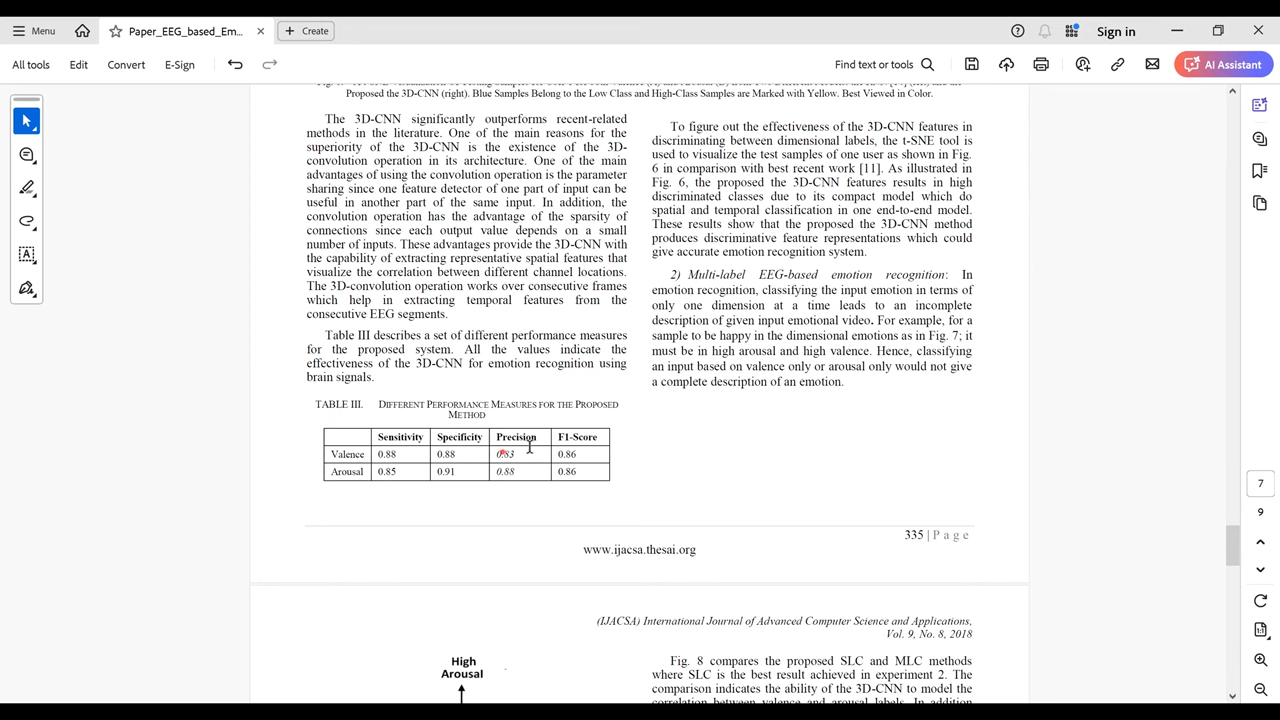 Menu
Paper_EEG_based_Em...
Create
Sign in
All tools
Edit
Convert
E-Sign
Find text or tools
AI Assistant
Proposed the 3D-CNN (right). Blue Samples Belong to the Low Class and High-Class Samples are Marked with Yellow. Best Viewed in Color.
The 3D-CNN significantly outperforms recent-related
methods in the literature. One of the main reasons for the
superiority of the 3D-CNN is the existence of the 3D-
convolution operation in its architecture. One of the main
advantages of using the convolution operation is the parameter
sharing since one feature detector of one part of input can be
useful in another part of the same input. In addition, the
convolution operation has the advantage of the sparsity of
connections since each output value depends on a small
number of inputs. These advantages provide the 3D-CNN with
the capability of extracting representative spatial features that
visualize the correlation between different channel locations.
The 3D-convolution operation works over consecutive frames
which help in extracting temporal features from the
consecutive EEG segments.
Table III describes a set of different performance measures
for the proposed system. All the values indicate the
effectiveness of the 3D-CNN for emotion recognition using
brain signals.
TABLE III. DIFFERENT PERFORMANCE MEASURES FOR THE PROPOSED
METHOD
Sensitivity Specificity Precision F1-Score
Valence 0.88 0.88 0.83 0.86
Arousal 0.85 0.91 0.88 0.86
To figure out the effectiveness of the 3D-CNN features in
discriminating between dimensional labels, the t-SNE tool is
used to visualize the test samples of one user as shown in Fig.
6 in comparison with best recent work [11]. As illustrated in
Fig. 6, the proposed the 3D-CNN features results in high
discriminated classes due to its compact model which do
spatial and temporal classification in one end-to-end model.
These results show that the proposed the 3D-CNN method
produces discriminative feature representations which could
give accurate emotion recognition system.
2) Multi-label EEG-based emotion recognition: In
emotion recognition, classifying the input emotion in terms of
only one dimension at a time leads to an incomplete
description of given input emotional video. For example, for a
sample to be happy in the dimensional emotions as in Fig. 7; it
must be in high arousal and high valence. Hence, classifying
an input based on valence only or arousal only would not give
a complete description of an emotion.
335 | Page
www.ijacsa.thesai.org
(IJACSA) International Journal of Advanced Computer Science and Applications,
Vol. 9, No. 8, 2018
High
Arousal
Fig. 8 compares the proposed SLC and MLC methods
where SLC is the best result achieved in experiment 2. The
comparison indicates the ability of the 3D-CNN to model the
correlation between valence and arousal labels. In addition
7
9